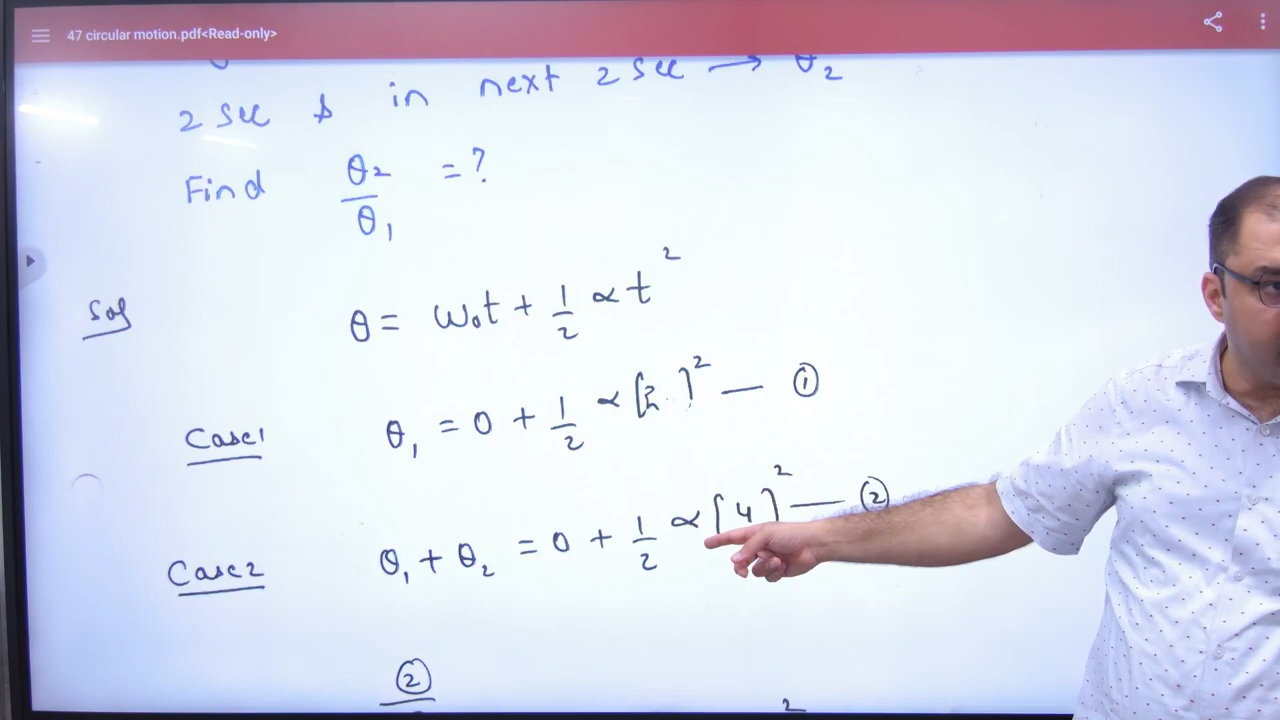 47 circular motion.pdf<Read-only>
2 sec & in next 2 sec → θ₂
Find θ₂/θ₁ = ?
Sol θ = ω₀t + 1/2 αt²
Case1 θ₁ = 0 + 1/2 α[2]² — ①
Case2 θ₁ + θ₂ = 0 + 1/2 α[4]² — ②
②
2